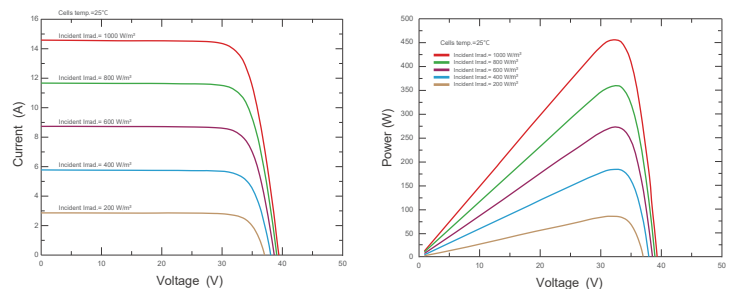 Cells temp.=25℃
16
14
12
10
8
6
4
2
0
Current (A)
Incident Irrad.= 1000 W/m²
Incident Irrad.= 800 W/m²
Incident Irrad.= 600 W/m²
Incident Irrad.= 400 W/m²
Incident Irrad.= 200 W/m²
0 10 20 30 40 50
Voltage (V)
500
450
400
350
300
250
200
150
100
50
0
Power (W)
Cells temp.=25℃
Incident Irrad.= 1000 W/m²
Incident Irrad.= 800 W/m²
Incident Irrad.= 600 W/m²
Incident Irrad.= 400 W/m²
Incident Irrad.= 200 W/m²
0 10 20 30 40 50
Voltage (V)